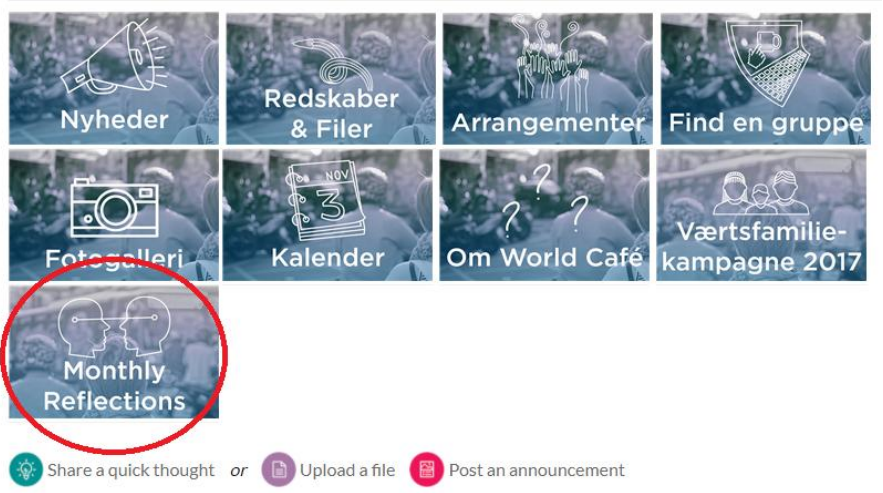 Nyheder
Redskaber
& Filer
Arrangementer
Find en gruppe
Fotogalleri
NOV
3
Kalender
? ? ?
Om World Café
Værtsfamilie-
kampagne 2017
Monthly
Reflections
Share a quick thought or Upload a file Post an announcement